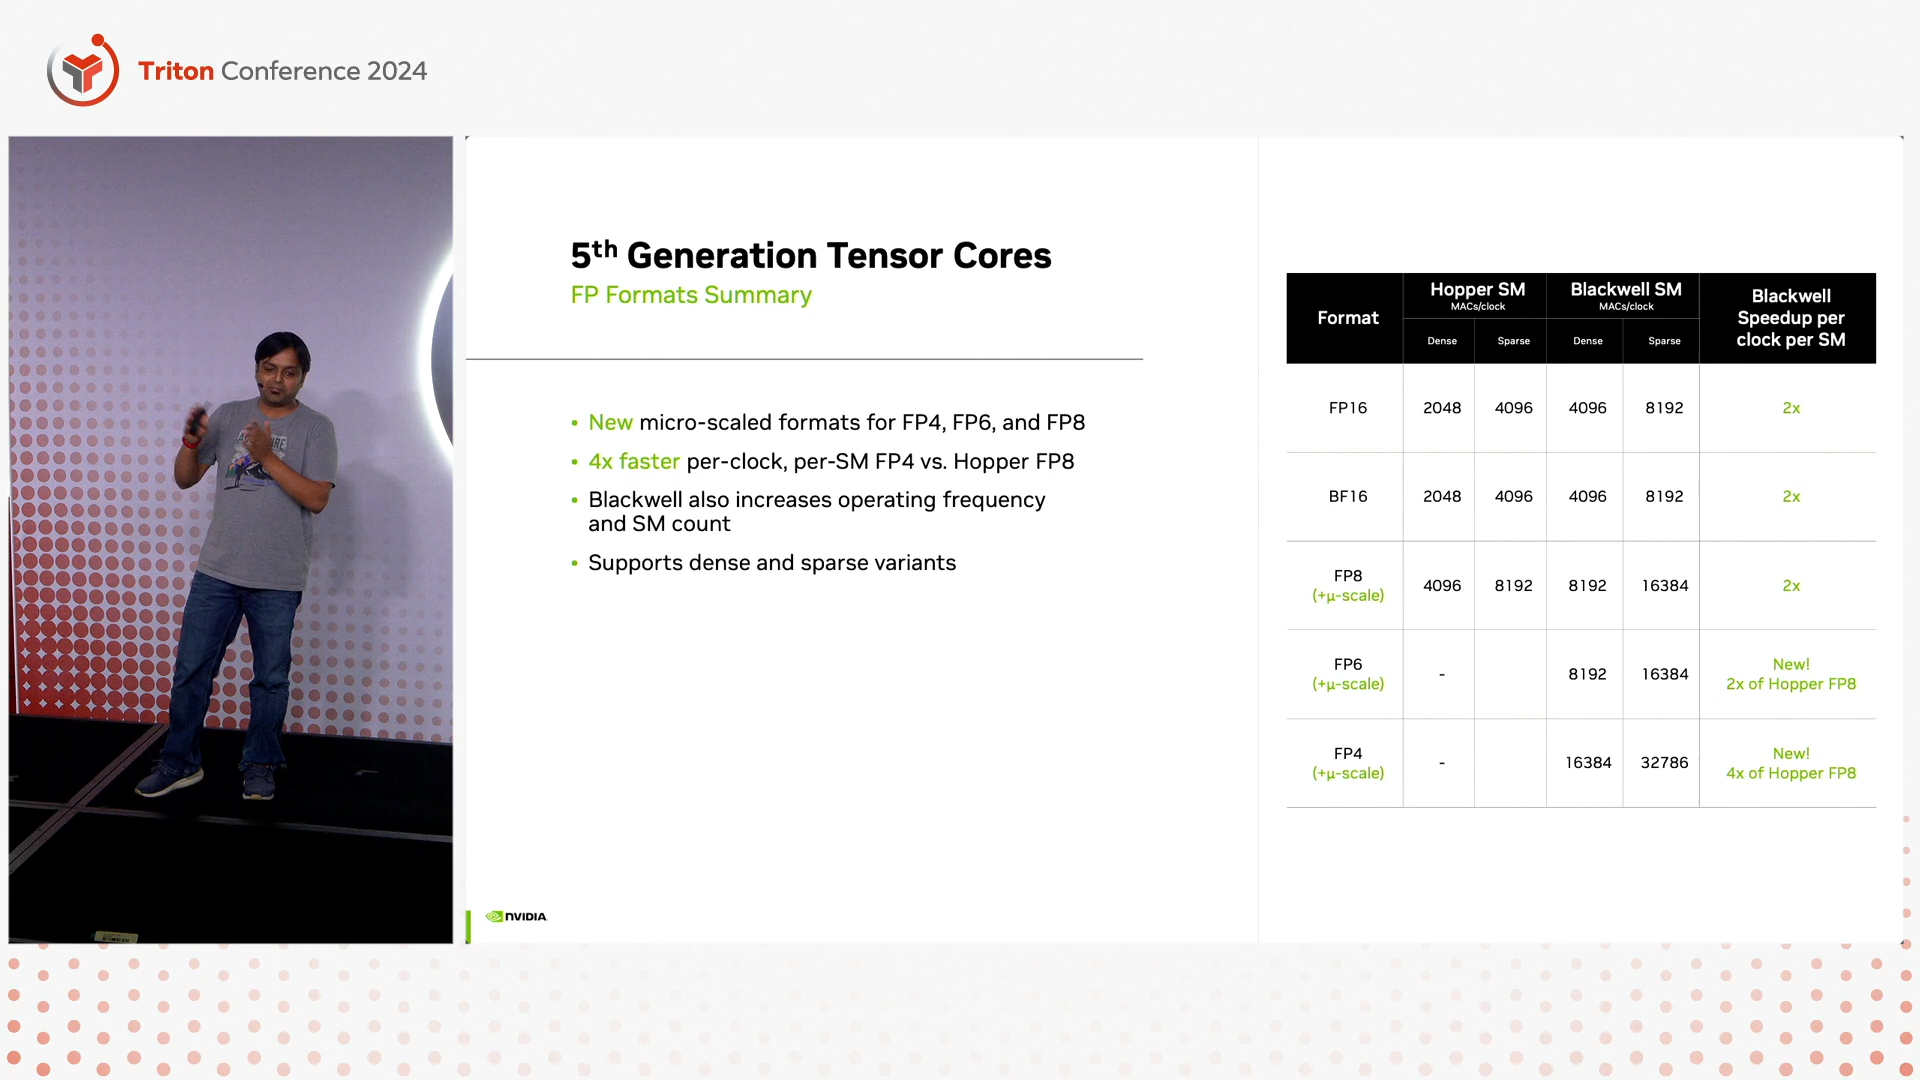 Triton Conference 2024
5th Generation Tensor Cores
FP Formats Summary
• New micro-scaled formats for FP4, FP6, and FP8
• 4x faster per-clock, per-SM FP4 vs. Hopper FP8
• Blackwell also increases operating frequency
and SM count
• Supports dense and sparse variants
NVIDIA
Format
Hopper SM
MACs/clock
Blackwell SM
MACs/clock
Blackwell
Speedup per
clock per SM
Dense Sparse Dense Sparse
FP16 2048 4096 4096 8192 2x
BF16 2048 4096 4096 8192 2x
FP8
(+µ-scale)
4096 8192 8192 16384 2x
FP6
(+µ-scale)
- 8192 16384
New!
2x of Hopper FP8
FP4
(+µ-scale)
- 16384 32786
New!
4x of Hopper FP8